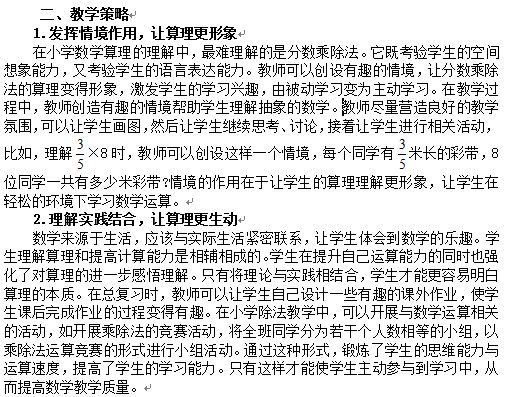 二、教学策略
1.发挥情境作用，让算理更形象
在小学数学算理的理解中，最难理解的是分数乘除法。它既考验学生的空间
想象能力，又考验学生的语言表达能力。教师可以创设有趣的情境，让分数乘除
法的算理变得形象，激发学生的学习兴趣，由被动学习变为主动学习。在教学过
程中，教师创造有趣的情境帮助学生理解抽象的数学。教师尽量营造良好的教学
氛围，可以让学生画图，然后让学生继续思考、讨论，接着让学生进行相关活动，
比如，理解3/5×8时，教师可以创设这样一个情境，每个同学有3/5米长的彩带，8
位同学一共有多少米彩带?情境的作用在于让学生的算理理解更形象，让学生在
轻松的环境下学习数学运算。
2.理解实践结合，让算理更生动
数学来源于生活，应该与实际生活紧密联系，让学生体会到数学的乐趣。学
生理解算理和提高计算能力是相辅相成的。学生在提升自己运算能力的同时也强
化了对算理的进一步感悟理解。只有将理论与实践相结合，学生才能更容易明白
算理的本质。在总复习时，教师可以让学生自己设计一些有趣的课外作业，使学
生课后完成作业的过程变得有趣。在小学除法教学中，可以开展与数学运算相关
的活动，如开展乘除法的竞赛活动，将全班同学分为若干个人数相等的小组，以
乘除法运算竞赛的形式进行小组活动。通过这种形式，锻炼了学生的思维能力与
运算速度，提高了学生的学习能力。只有这样才能使学生主动参与到学习中，从
而提高数学教学质量。